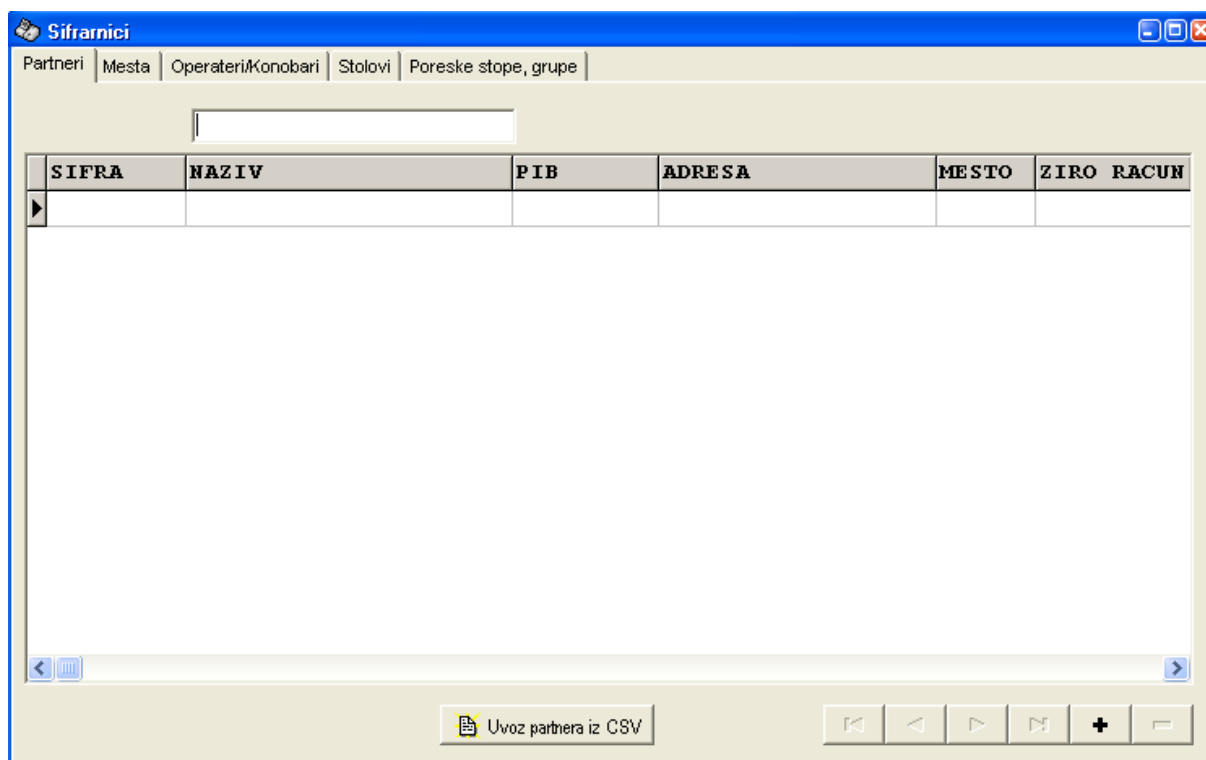 Sifrarnici
Partneri Mesta Operateri/Konobari Stolovi Poreske stope, grupe
SIFRA NAZIV PIB ADRESA MESTO ZIRO RACUN
Uvoz partnera iz CSV